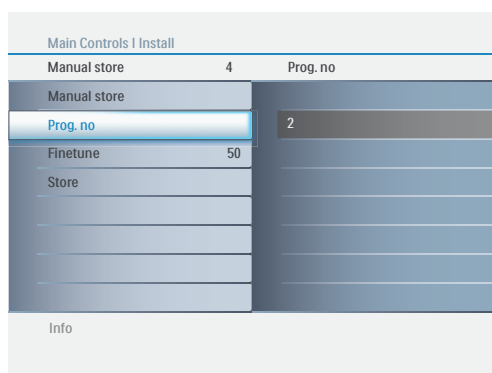 Main Controls I Install
Manual store 4 Prog. no
Manual store
Prog. no 2
Finetune 50
Store
Info